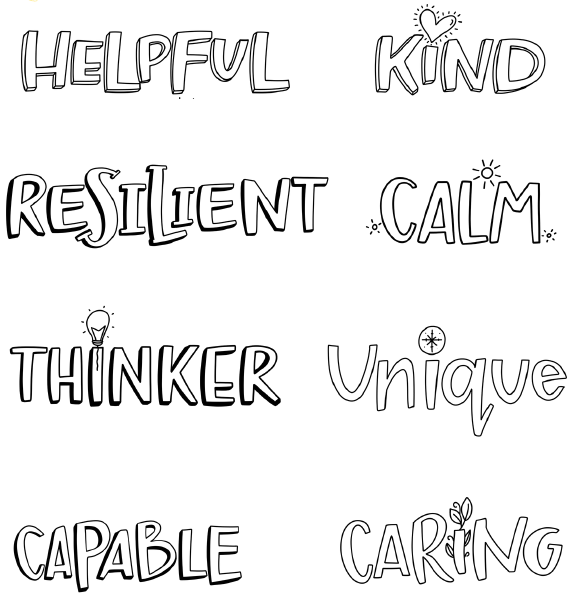 HELPFUL KIND
RESILIENT CALM
THINKER Unique
CAPABLE CARING